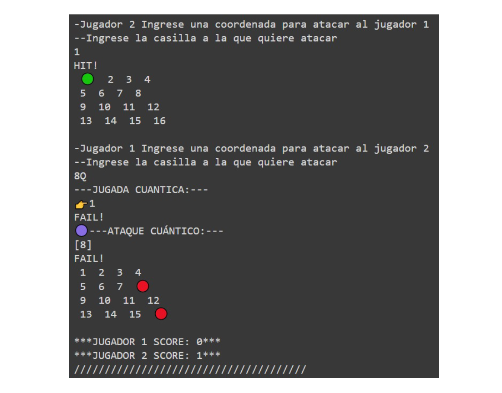 -Jugador 2 Ingrese una coordenada para atacar al jugador 1
--Ingrese la casilla a la que quiere atacar
1
HIT!
🟢 2 3 4
5 6 7 8
9 10 11 12
13 14 15 16
-Jugador 1 Ingrese una coordenada para atacar al jugador 2
--Ingrese la casilla a la que quiere atacar
8Q
---JUGADA CUANTICA:---
👉1
FAIL!
🟣---ATAQUE CUÁNTICO:---
[8]
FAIL!
1 2 3 4
5 6 7 🔴
9 10 11 12
13 14 15 🔴
***JUGADOR 1 SCORE: 0***
***JUGADOR 2 SCORE: 1***
//////////////////////////////////////